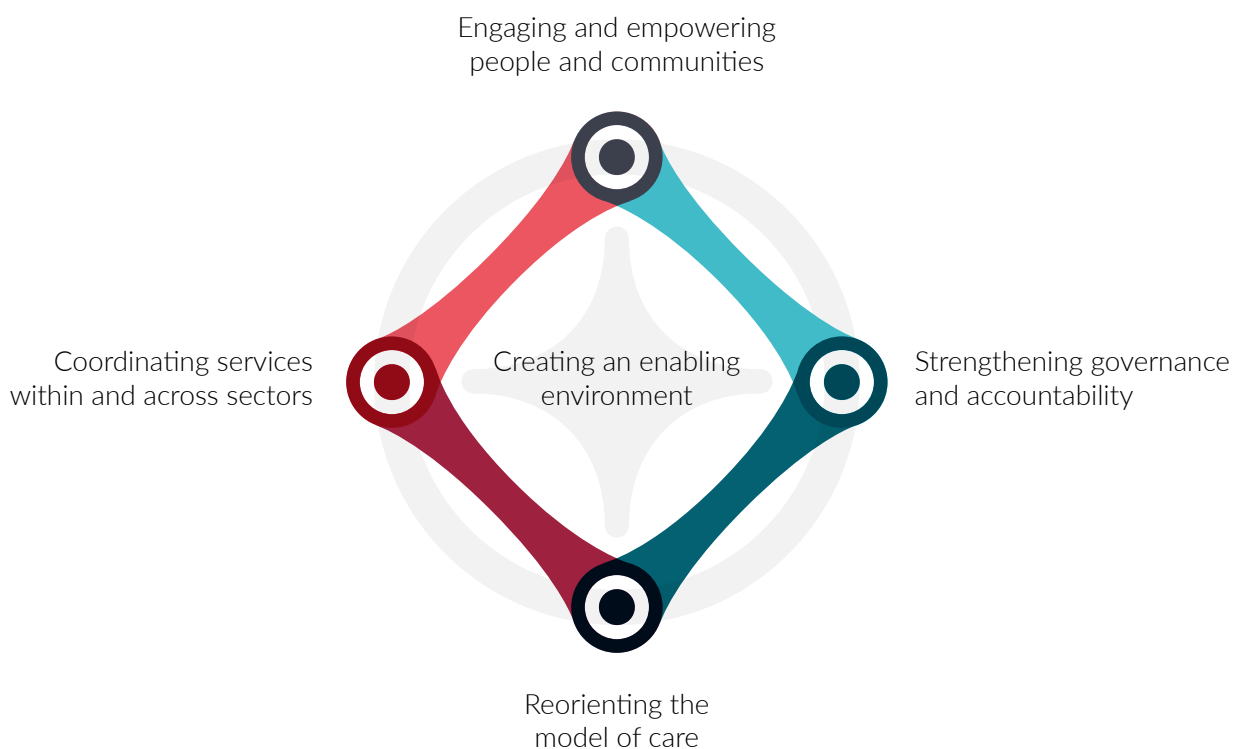 Engaging and empowering
people and communities
Coordinating services
within and across sectors
Creating an enabling
environment
Strengthening governance
and accountability
Reorienting the
model of care